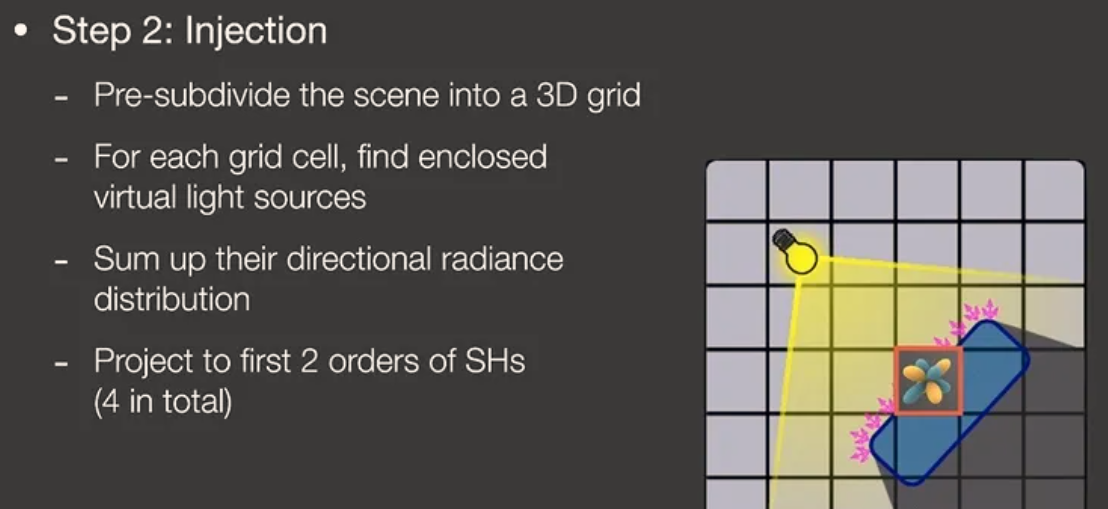 • Step 2: Injection
- Pre-subdivide the scene into a 3D grid
- For each grid cell, find enclosed
virtual light sources
- Sum up their directional radiance
distribution
- Project to first 2 orders of SHs
(4 in total)